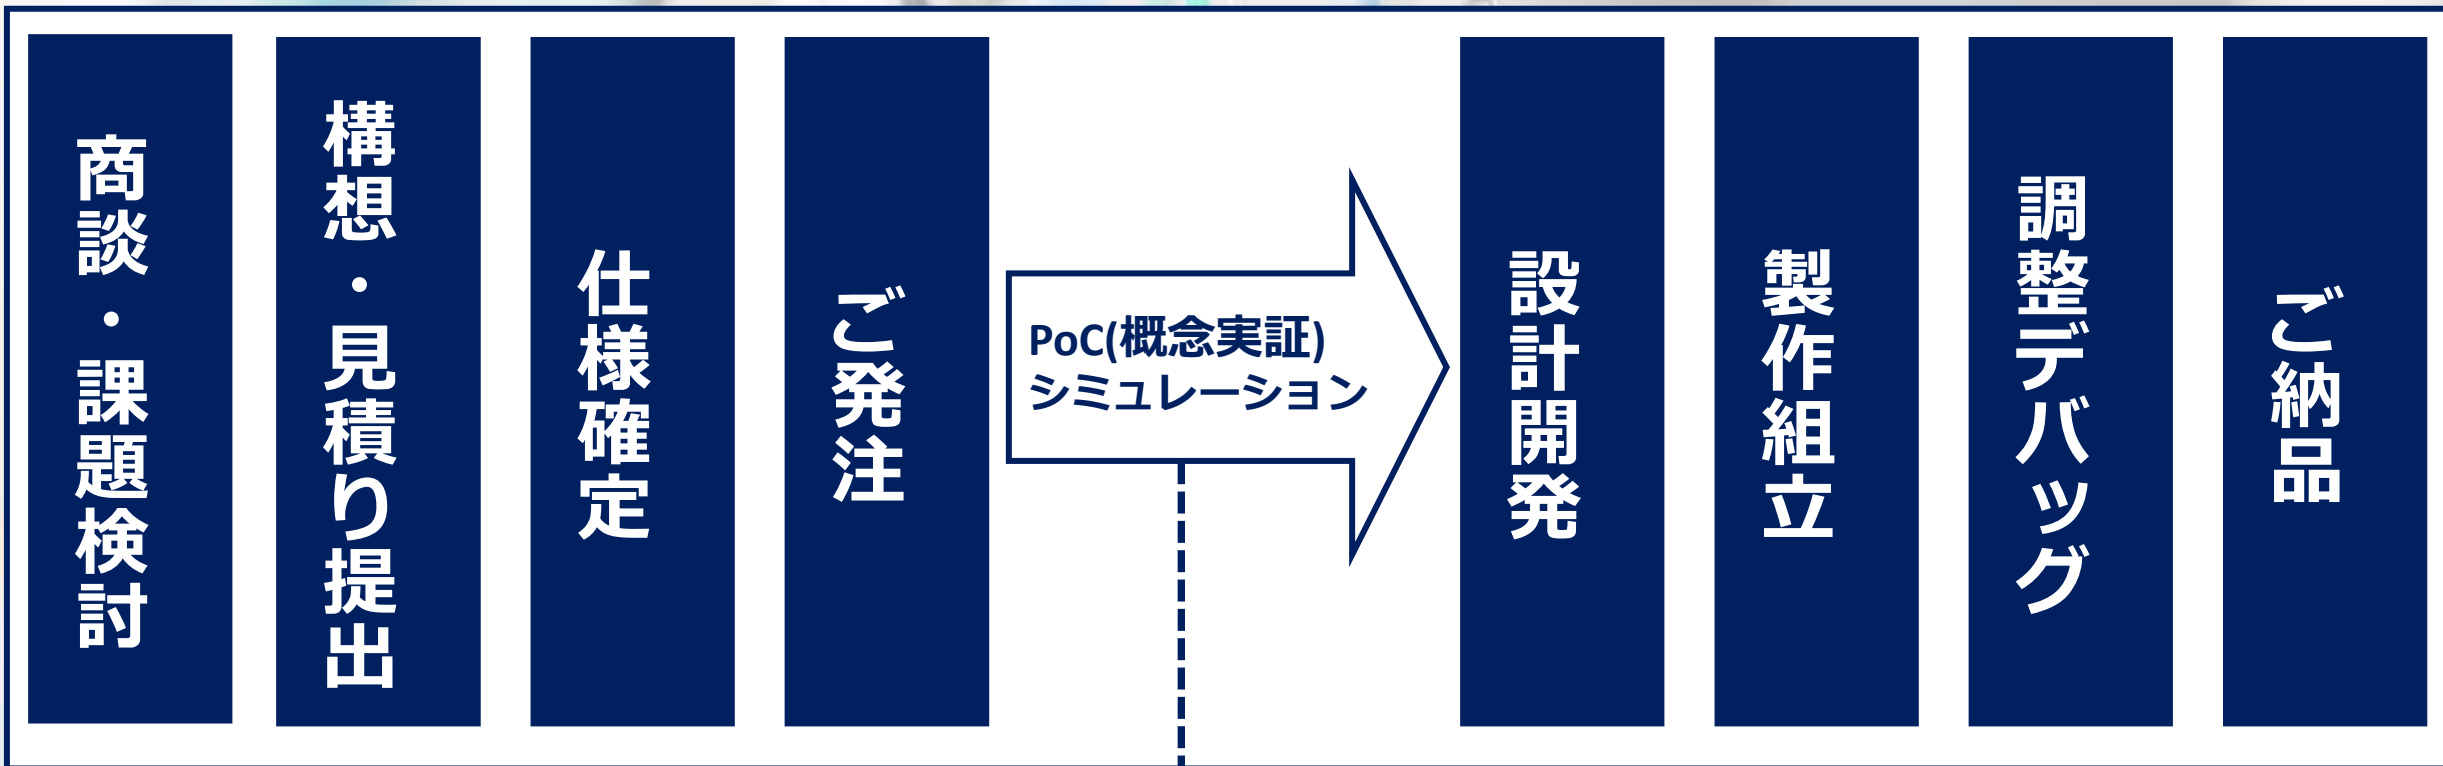 商談・課題検討
構想・見積り提出
仕様確定
ご発注
PoC(概念実証)
シミュレーション
設計開発
製作組立
調整デバッグ
ご納品